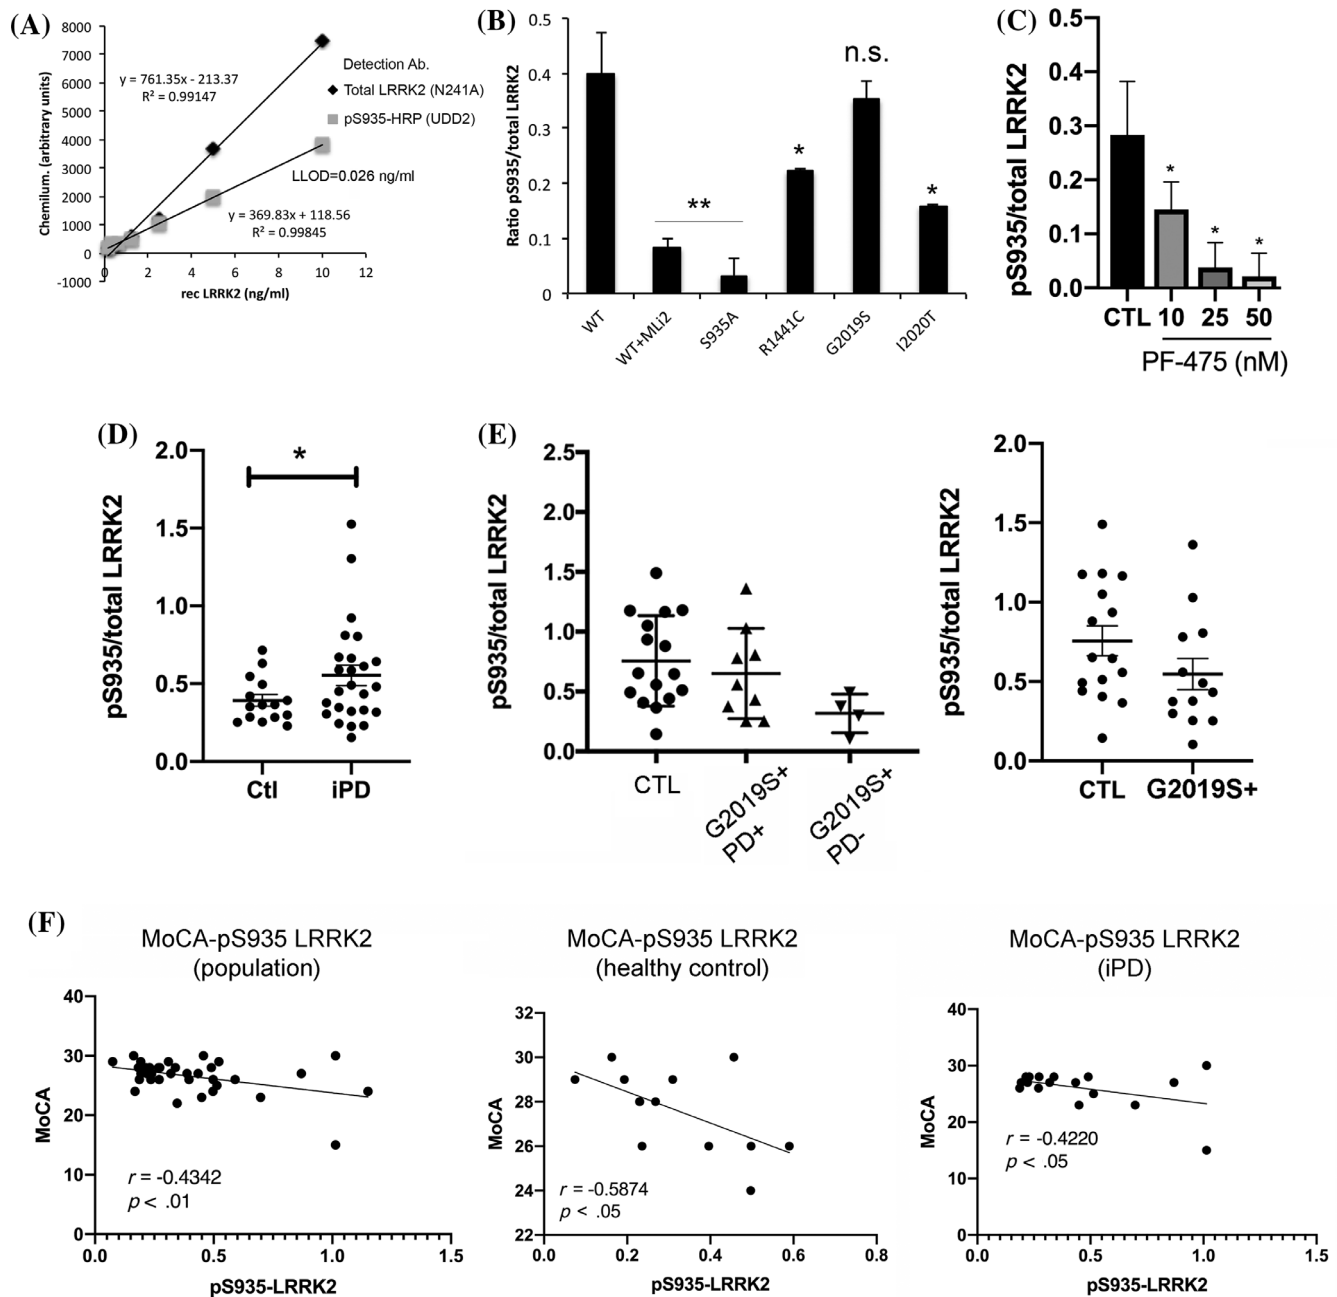 (A)
8000
7000
6000
5000
4000
3000
2000
1000
0
-1000
Chemilum. (arbitrary units)
y = 761.35x - 213.37
R² = 0.99147
Detection Ab.
Total LRRK2 (N241A)
pS935-HRP (UDD2)
LLOD=0.026 ng/ml
y = 369.83x + 118.56
R² = 0.99845
0 2 4 6 8 10 12
rec LRRK2 (ng/ml)
(B)
0.5
0.4
0.3
0.2
0.1
0
Ratio pS935/total LRRK2
**
*
n.s.
*
WT
WT+MLi2
S935A
R1441C
G2019S
I2020T
(C)
0.5
0.4
0.3
0.2
0.1
0.0
pS935/total LRRK2
*
*
*
CTL 10 25 50
PF-475 (nM)
(D)
2.0
1.5
1.0
0.5
0.0
pS935/total LRRK2
*
Ctl iPD
(E)
2.5
2.0
1.5
1.0
0.5
0.0
pS935/total LRRK2
CTL
G2019S+
PD+
G2019S+
PD-
2.0
1.5
1.0
0.5
0.0
pS935/total LRRK2
CTL G2019S+
(F)
MoCA-pS935 LRRK2
(population)
40
30
20
10
0
MoCA
r = -0.4342
p < .01
0.0 0.5 1.0 1.5
pS935-LRRK2
MoCA-pS935 LRRK2
(healthy control)
32
30
28
26
24
22
MoCA
r = -0.5874
p < .05
0.0 0.2 0.4 0.6 0.8
pS935-LRRK2
MoCA-pS935 LRRK2
(iPD)
40
30
20
10
0
MoCA
r = -0.4220
p < .05
0.0 0.5 1.0 1.5
pS935-LRRK2